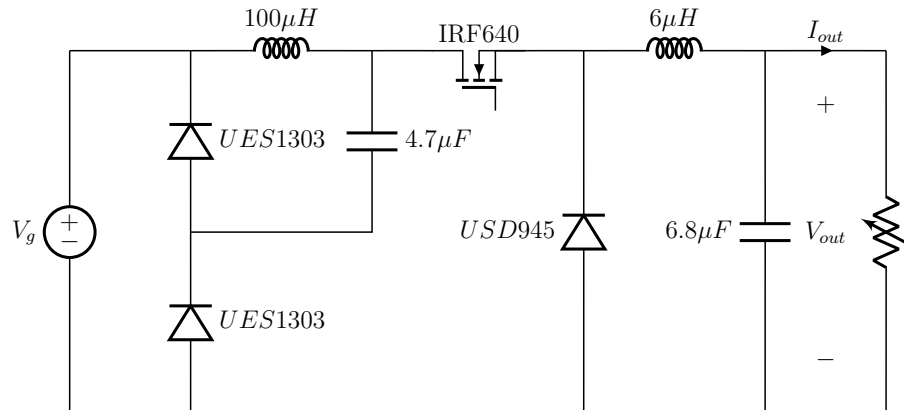 100μH
IRF640
6μH
I_out
UES1303
4.7μF
+
V_g
+
−
USD945
6.8μF
V_out
UES1303
−